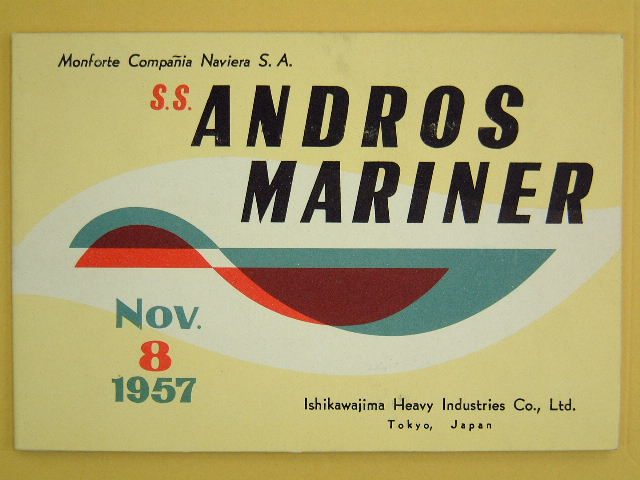 Monforte Compañia Naviera S. A.
S.S. ANDROS
MARINER
Nov.
8
1957
Ishikawajima Heavy Industries Co., Ltd.
Tokyo, Japan